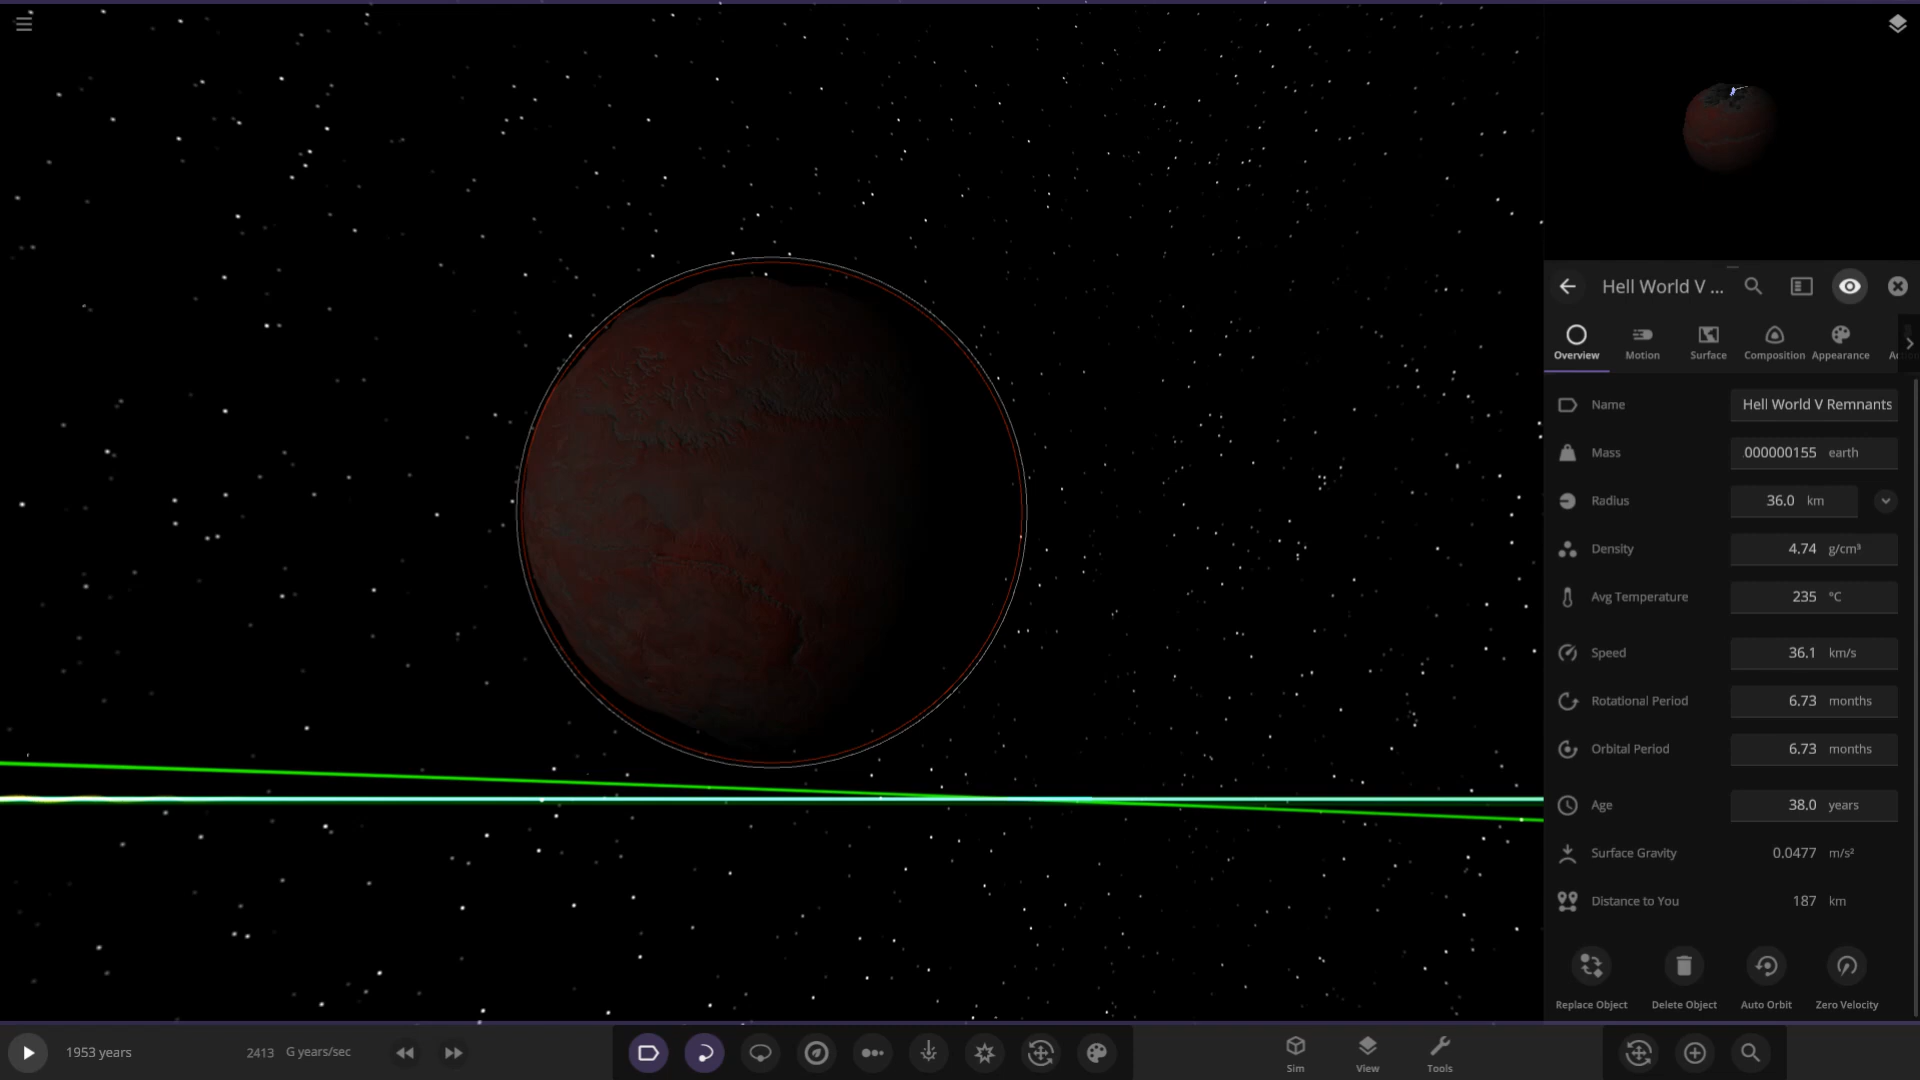 Hell World V ...
Overview
Motion
Surface
Composition
Appearance
Name
Hell World V Remnants
Mass
000000155 earth
Radius
36.0 km
Density
4.74 g/cm³
Avg Temperature
235 °C
Speed
36.1 km/s
Rotational Period
6.73 months
Orbital Period
6.73 months
Age
38.0 years
Surface Gravity
0.0477 m/s²
Distance to You
187 km
Replace Object
Delete Object
Auto Orbit
Zero Velocity
1953 years
2413 G years/sec
Sim
View
Tools